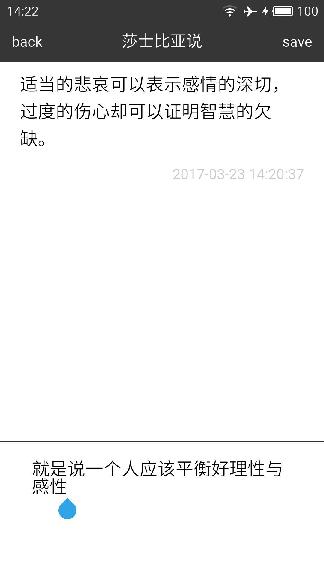 14:22 100
back 莎士比亚说 save
适当的悲哀可以表示感情的深切，
过度的伤心却可以证明智慧的欠
缺。
2017-03-23 14:20:37
就是说一个人应该平衡好理性与
感性